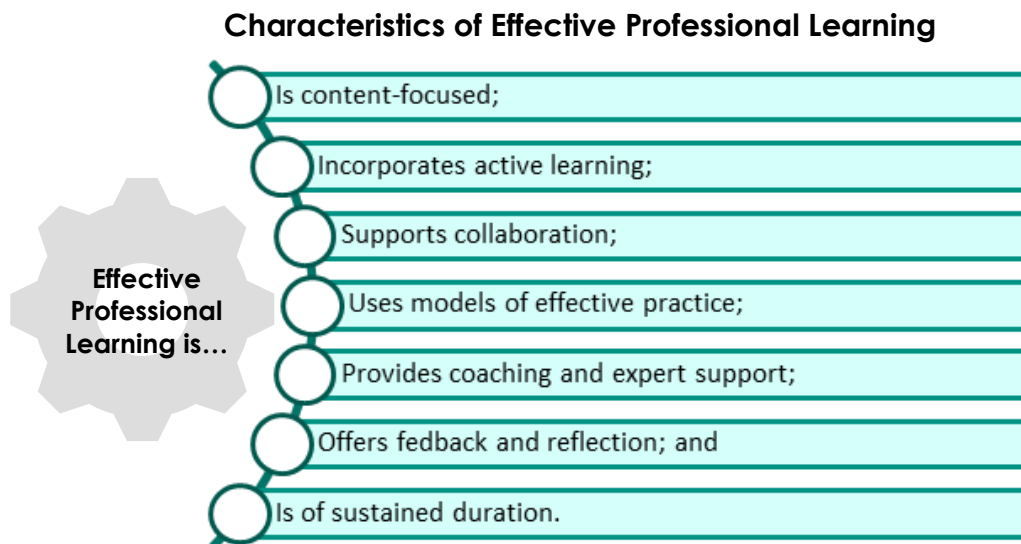 Characteristics of Effective Professional Learning
Effective
Professional
Learning is...
Is content-focused;
Incorporates active learning;
Supports collaboration;
Uses models of effective practice;
Provides coaching and expert support;
Offers fedback and reflection; and
Is of sustained duration.